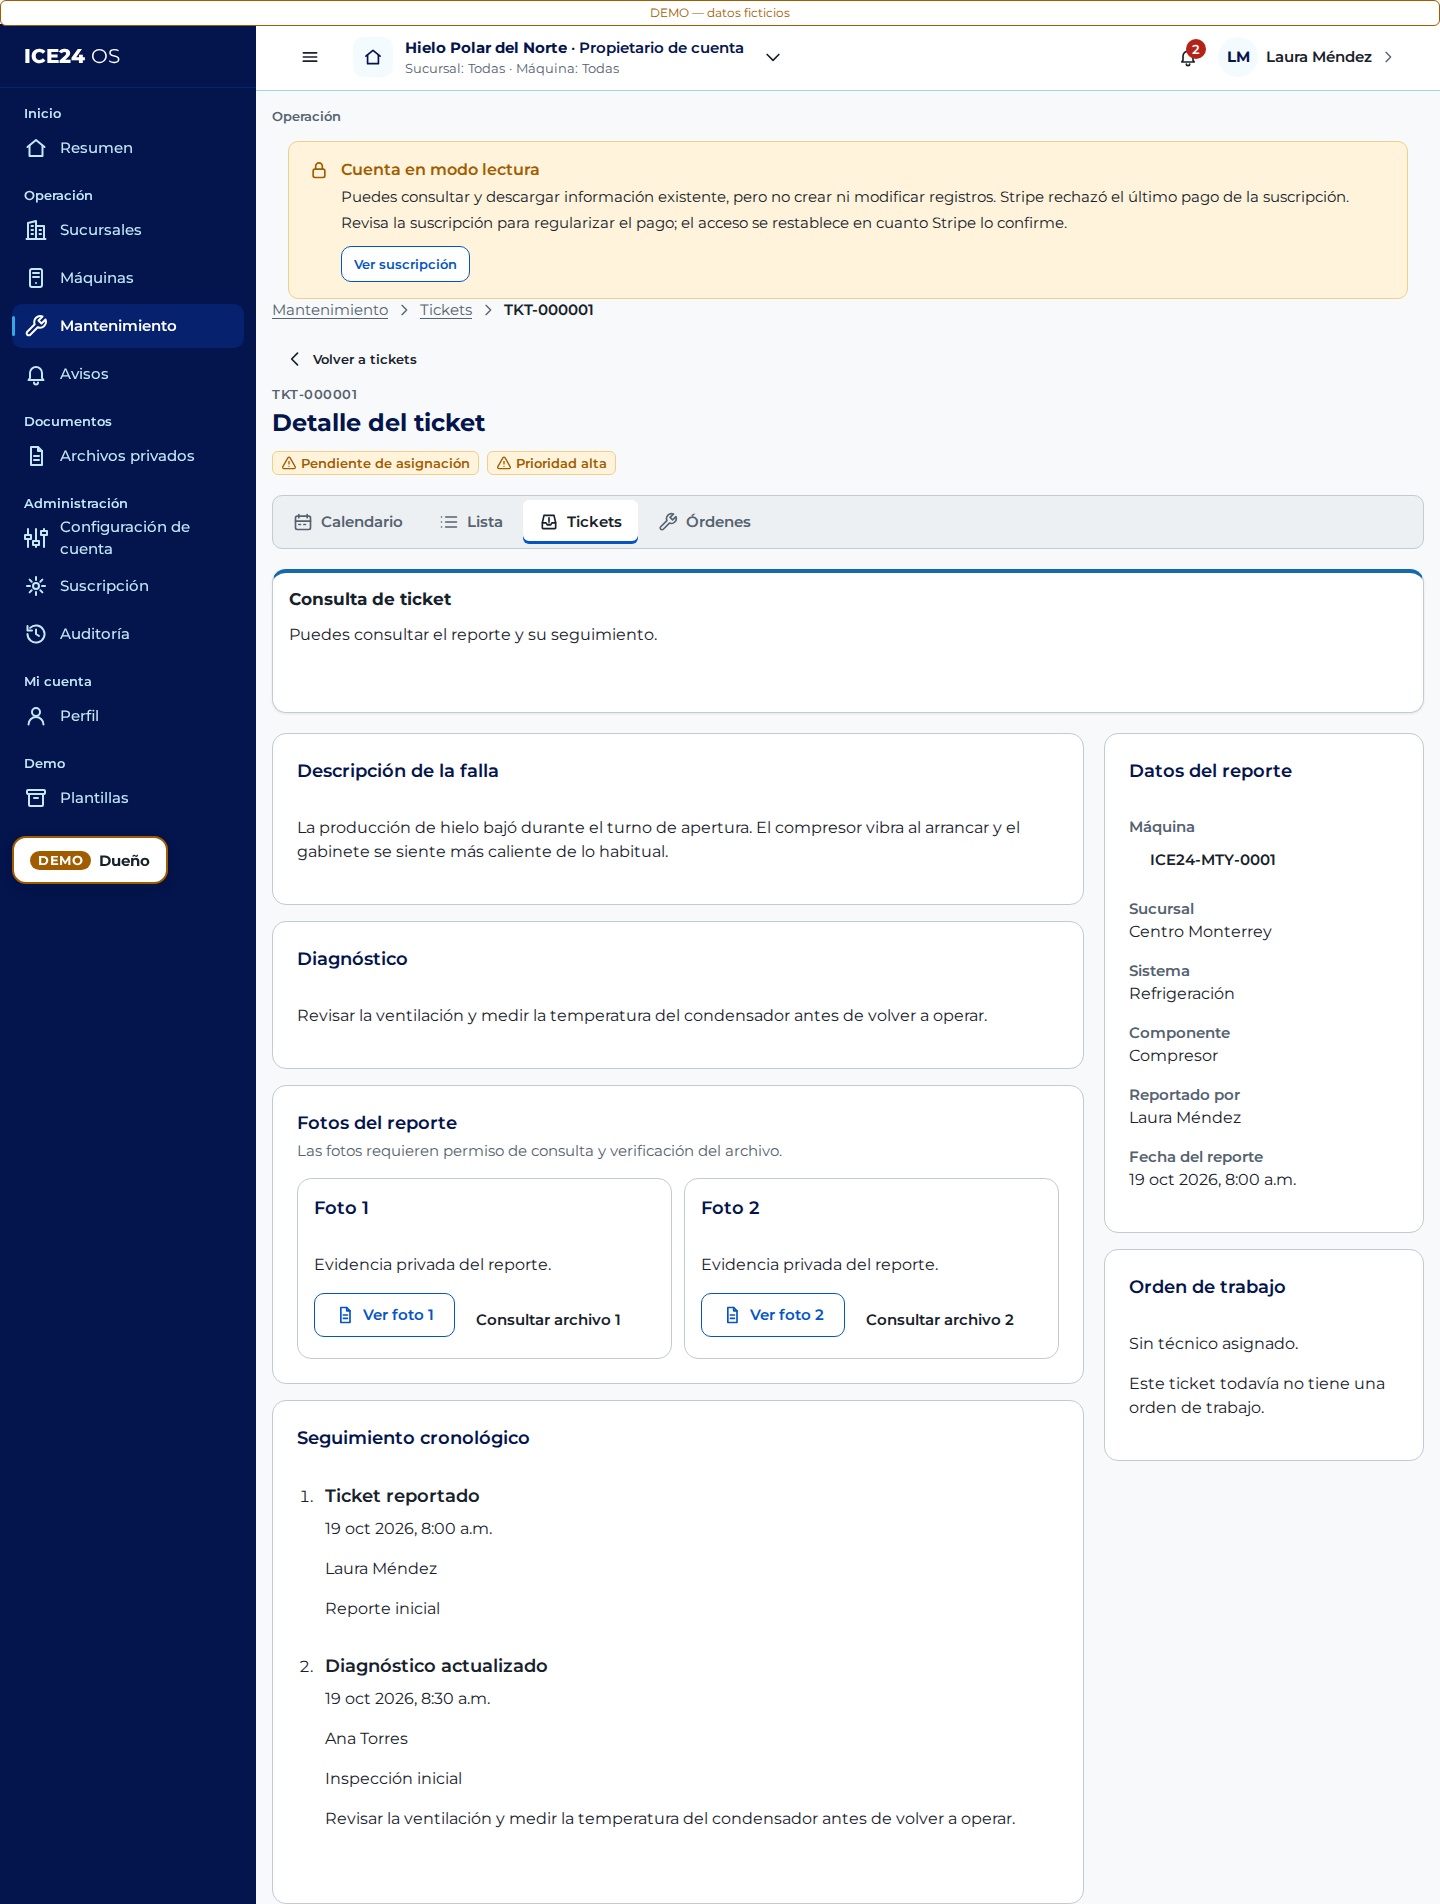 DEMO — datos ficticios
ICE24 OS
Inicio
Resumen
Operación
Sucursales
Máquinas
Mantenimiento
Avisos
Documentos
Archivos privados
Administración
Configuración de
cuenta
Suscripción
Auditoría
Mi cuenta
Perfil
Demo
Plantillas
DEMO Dueño
Hielo Polar del Norte · Propietario de cuenta
Sucursal: Todas · Máquina: Todas
2
LM Laura Méndez
Operación
Cuenta en modo lectura
Puedes consultar y descargar información existente, pero no crear ni modificar registros. Stripe rechazó el último pago de la suscripción.
Revisa la suscripción para regularizar el pago; el acceso se restablece en cuanto Stripe lo confirme.
Ver suscripción
Mantenimiento > Tickets > TKT-000001
Volver a tickets
TKT-000001
Detalle del ticket
Pendiente de asignación Prioridad alta
Calendario Lista Tickets Órdenes
Consulta de ticket
Puedes consultar el reporte y su seguimiento.
Descripción de la falla
La producción de hielo bajó durante el turno de apertura. El compresor vibra al arrancar y el
gabinete se siente más caliente de lo habitual.
Diagnóstico
Revisar la ventilación y medir la temperatura del condensador antes de volver a operar.
Fotos del reporte
Las fotos requieren permiso de consulta y verificación del archivo.
Foto 1
Evidencia privada del reporte.
Ver foto 1 Consultar archivo 1
Foto 2
Evidencia privada del reporte.
Ver foto 2 Consultar archivo 2
Seguimiento cronológico
1. Ticket reportado
19 oct 2026, 8:00 a.m.
Laura Méndez
Reporte inicial
2. Diagnóstico actualizado
19 oct 2026, 8:30 a.m.
Ana Torres
Inspección inicial
Revisar la ventilación y medir la temperatura del condensador antes de volver a operar.
Datos del reporte
Máquina
ICE24-MTY-0001
Sucursal
Centro Monterrey
Sistema
Refrigeración
Componente
Compresor
Reportado por
Laura Méndez
Fecha del reporte
19 oct 2026, 8:00 a.m.
Orden de trabajo
Sin técnico asignado.
Este ticket todavía no tiene una
orden de trabajo.